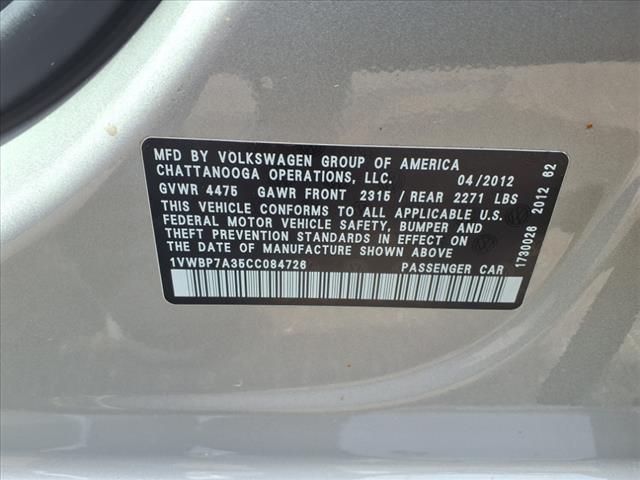 MFD BY VOLKSWAGEN GROUP OF AMERICA
CHATTANOOGA OPERATIONS, LLC. 04/2012
GVWR 4475 GAWR FRONT 2315 / REAR 2271 LBS
THIS VEHICLE CONFORMS TO ALL APPLICABLE U.S.
FEDERAL MOTOR VEHICLE SAFETY, BUMPER AND
THEFT PREVENTION STANDARDS IN EFFECT ON
THE DATE OF MANUFACTURE SHOWN ABOVE
1VWBP7A35CC084726 PASSENGER CAR
1730026 2012 62